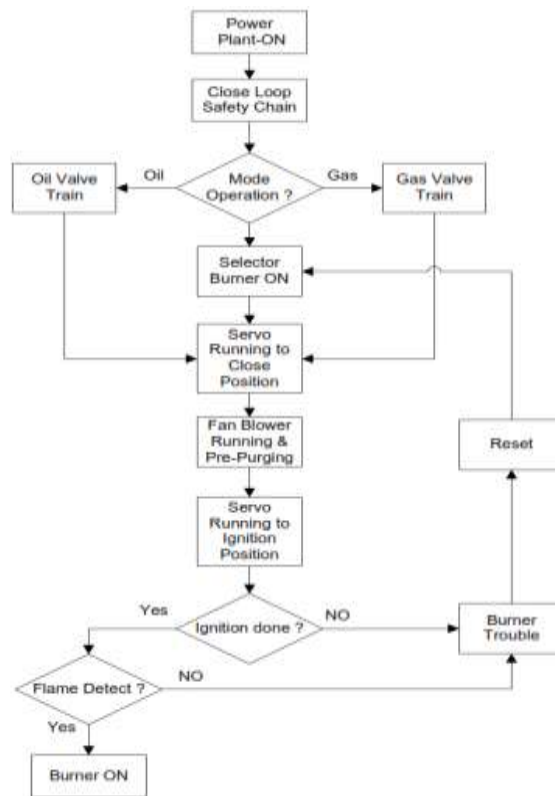 Power
Plant-ON
Close Loop
Safety Chain
Oil
Mode
Operation ?
Gas
Oil Valve
Train
Gas Valve
Train
Selector
Burner ON
Servo
Running to
Close
Position
Fan Blower
Running &
Pre-Purging
Reset
Servo
Running to
Ignition
Position
Yes
Ignition done ?
NO
Burner
Trouble
Flame Detect ?
NO
Yes
Burner ON